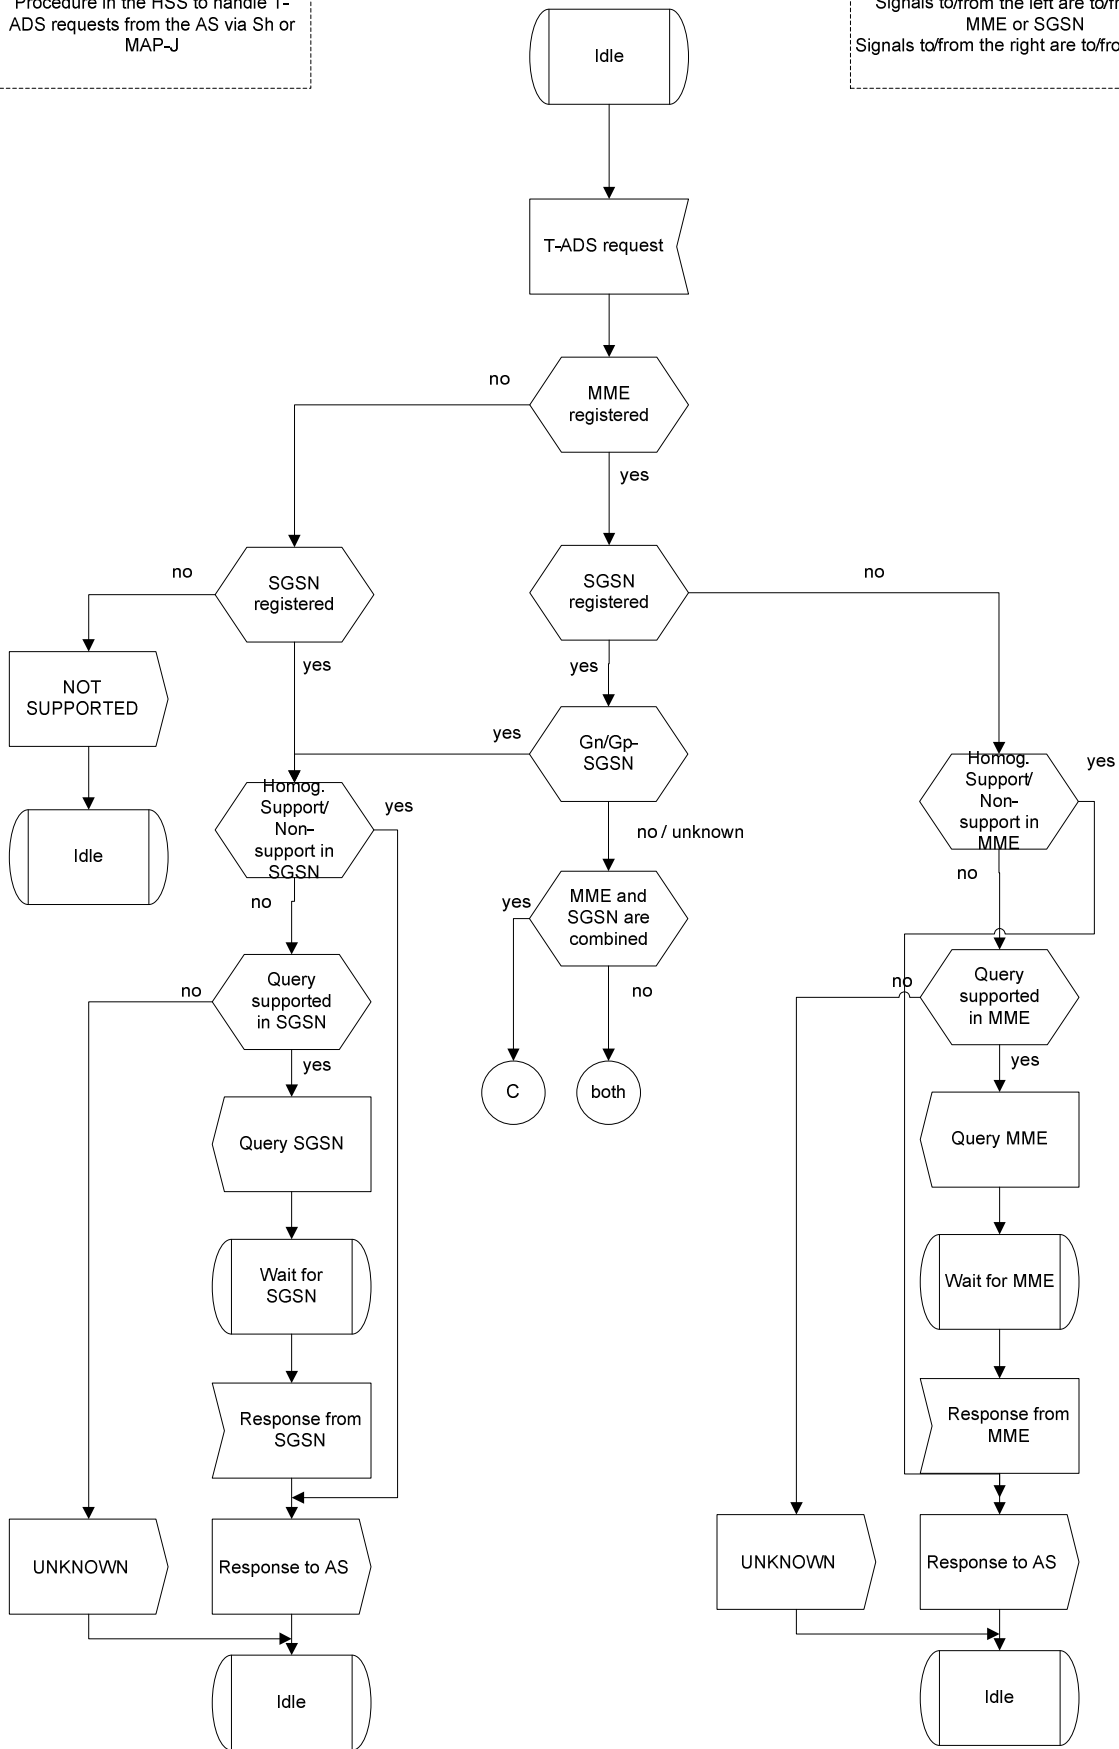 Procedure in the HSS to handle T-
ADS requests from the AS via Sh or
MAP-J
Signals to/from the left are to/fr
MME or SGSN
Signals to/from the right are to/fro
Idle
T-ADS request
MME
registered
no
yes
SGSN
registered
no
yes
SGSN
registered
no
yes
NOT
SUPPORTED
Idle
Gn/Gp-
SGSN
yes
no / unknown
Homog.
Support/
Non-
support in
SGSN
yes
no
Homog.
Support/
Non-
support in
MME
yes
no
MME and
SGSN are
combined
yes
no
C
both
Query
supported
in SGSN
no
yes
Query
supported
in MME
no
yes
Query SGSN
Query MME
Wait for
SGSN
Wait for MME
Response from
SGSN
Response from
MME
UNKNOWN
Response to AS
UNKNOWN
Response to AS
Idle
Idle